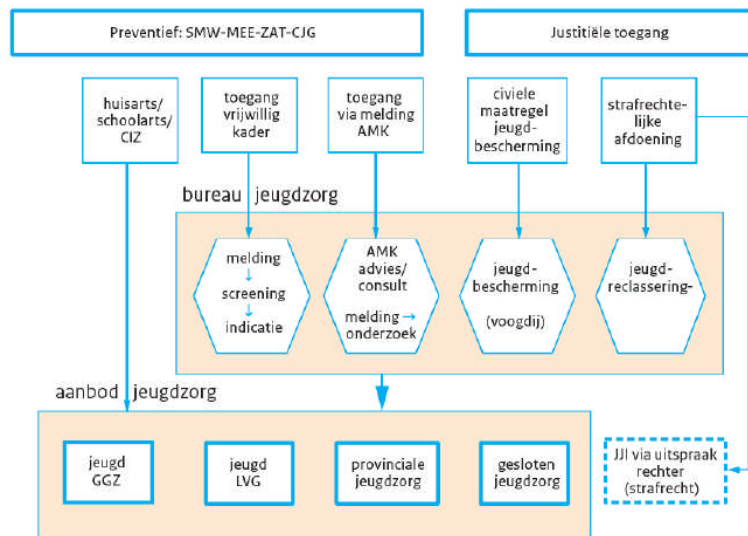 Preventief: SMW-MEE-ZAT-CJG
Justitiële toegang
huisarts/
schoolarts/
CIZ
toegang
vrijwillig
kader
toegang
via melding
AMK
civiele
maatregel
jeugd-
bescherming
strafrechte-
lijke
afdoening
bureau jeugdzorg
melding
↓
screening
↓
indicatie
AMK
advies/
consult
melding →
onderzoek
jeugd-
bescherming
(voogdij)
jeugd-
reclassering-
aanbod jeugdzorg
jeugd
GGZ
jeugd
LVG
provinciale
jeugdzorg
gesloten
jeugdzorg
JJI via uitspraak
rechter
(strafrecht)